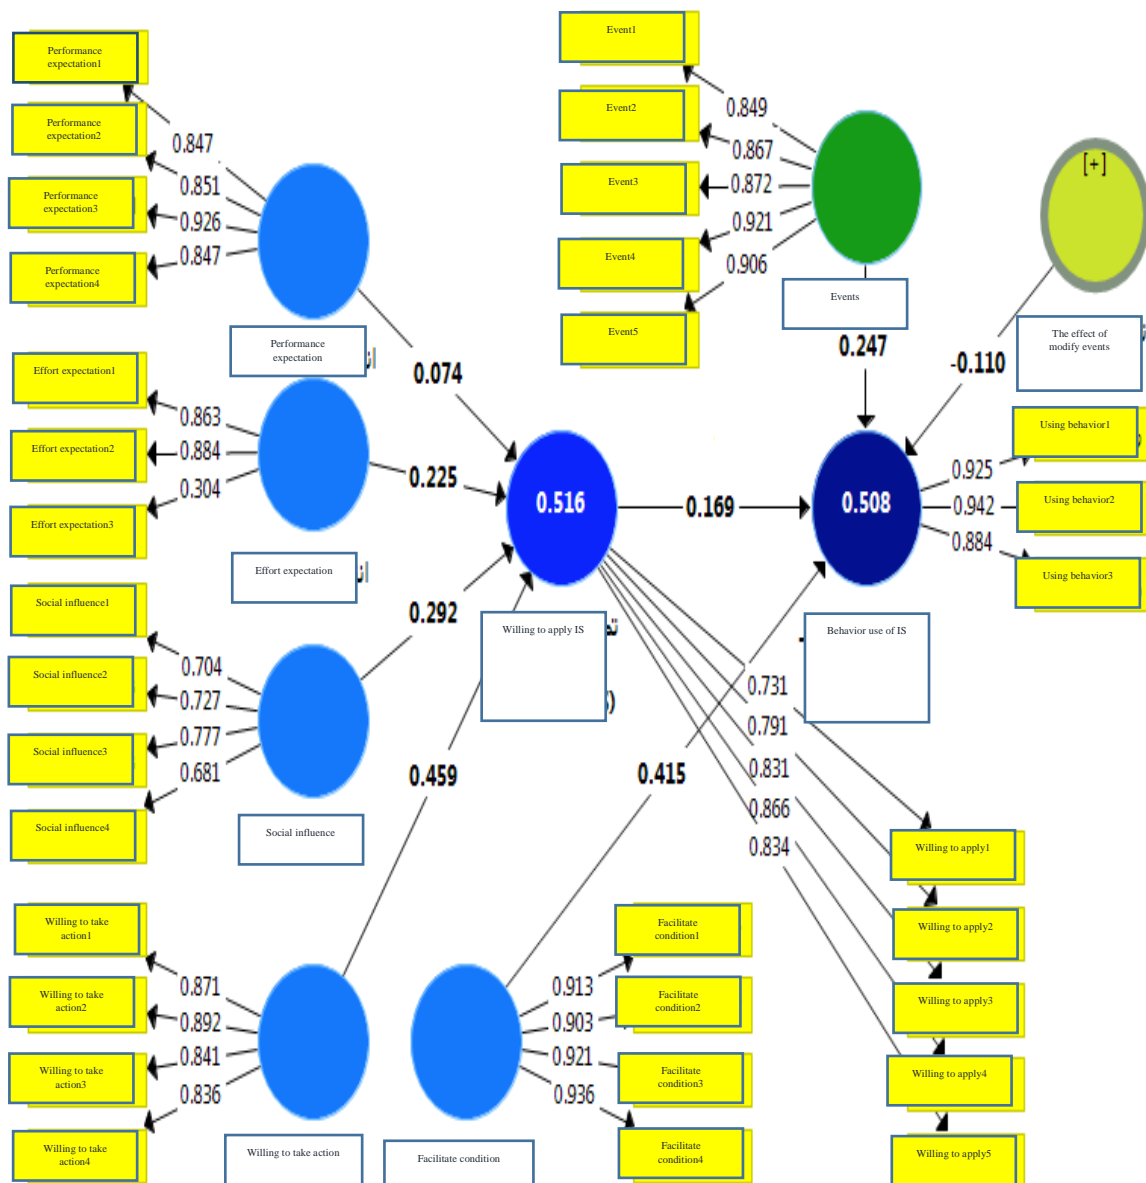 Performance
expectation1
Performance
expectation2
Performance
expectation3
Performance
expectation4
0.847
0.851
0.926
0.847
Performance
expectation
Effort expectation1
Effort expectation2
Effort expectation3
0.863
0.884
0.304
Effort expectation
Social influence1
Social influence2
Social influence3
Social influence4
0.704
0.727
0.777
0.681
Social influence
Willing to take
action1
Willing to take
action2
Willing to take
action3
Willing to take
action4
0.871
0.892
0.841
0.836
Willing to take action
0.074
0.225
0.292
0.459
0.516
Willing to apply IS
0.169
Event1
Event2
Event3
Event4
Event5
0.849
0.867
0.872
0.921
0.906
Events
0.247
[+]
The effect of
modify events
-0.110
0.508
Behavior use of IS
0.925
0.942
0.884
Using behavior1
Using behavior2
Using behavior3
0.415
Facilitate condition
0.913
0.903
0.921
0.936
Facilitate
condition1
Facilitate
condition2
Facilitate
condition3
Facilitate
condition4
0.731
0.791
0.831
0.866
0.834
Willing to apply1
Willing to apply2
Willing to apply3
Willing to apply4
Willing to apply5